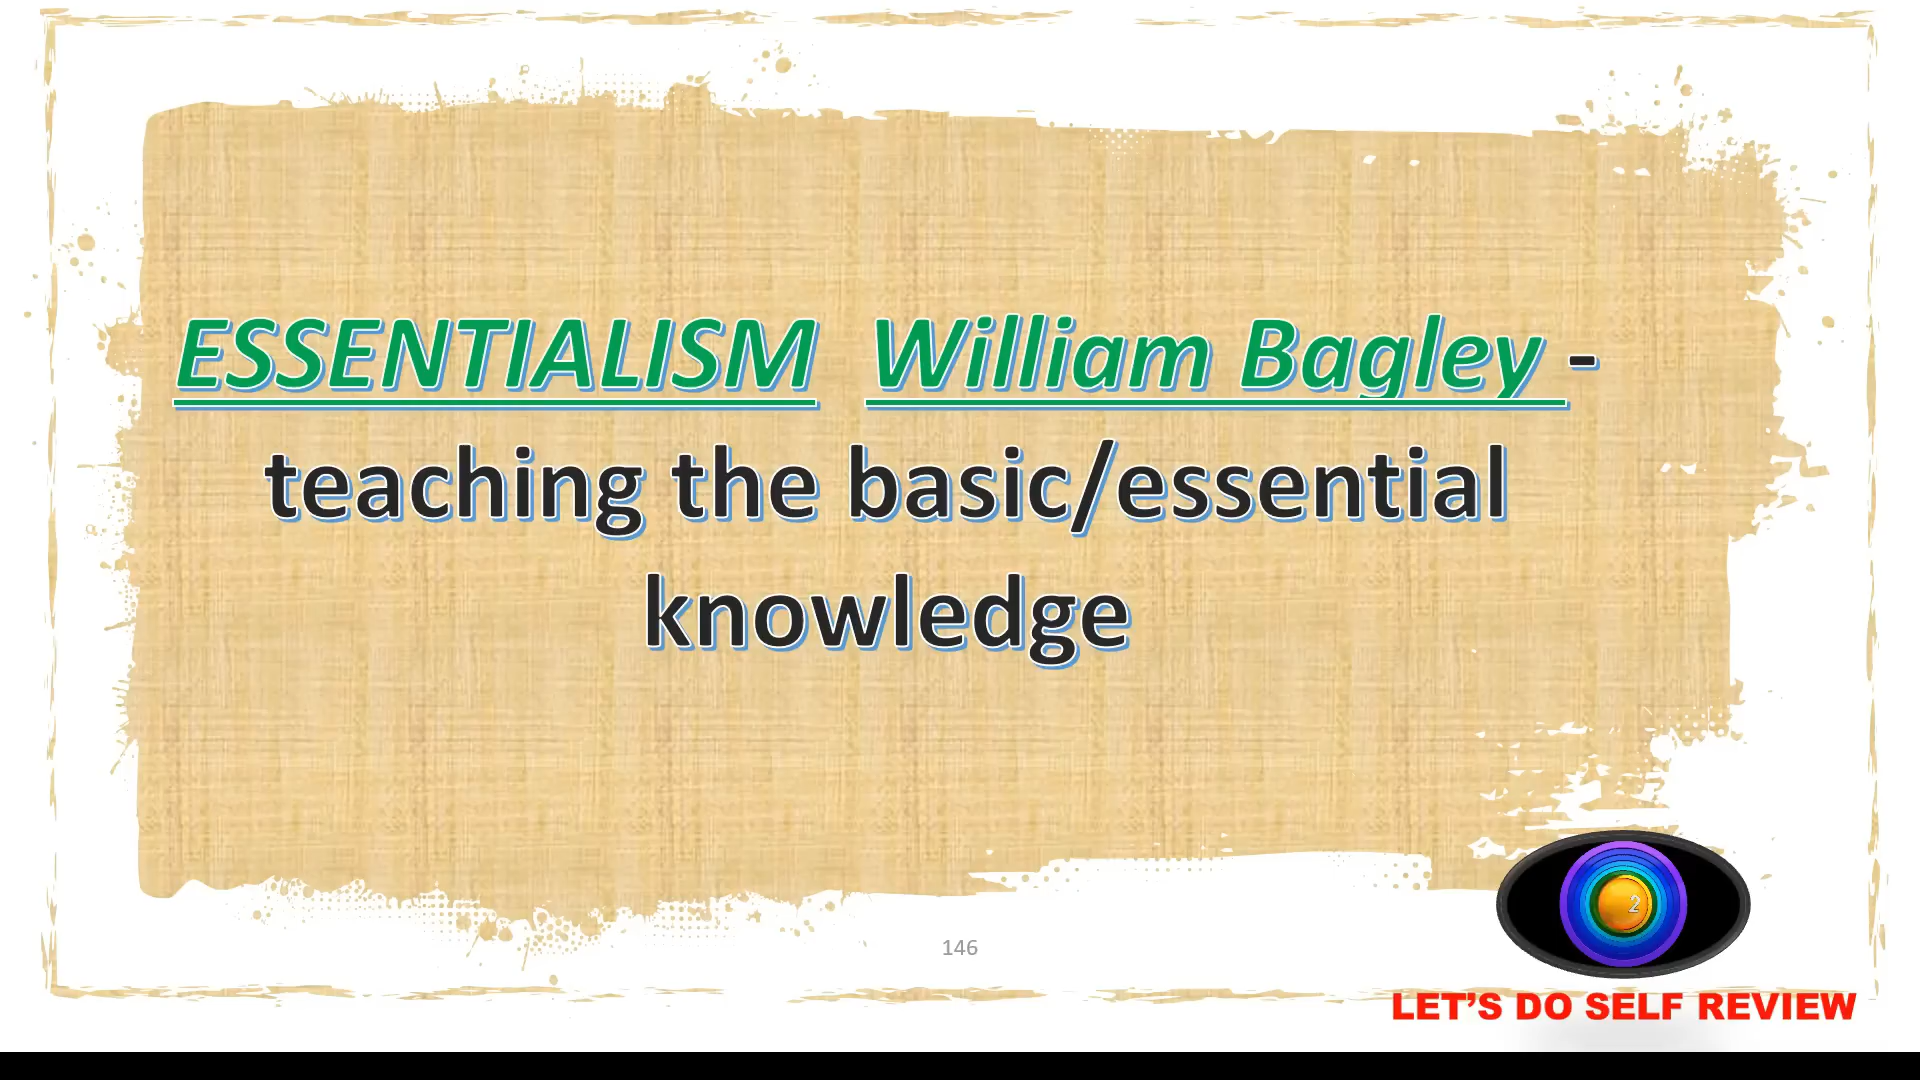 ESSENTIALISM William Bagley -
teaching the basic/essential
knowledge
2
146
LET'S DO SELF REVIEW